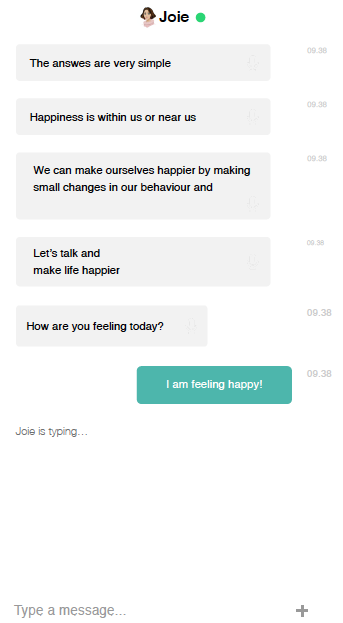 Joie
09.38
The answes are very simple
09.38
Happiness is within us or near us
09.38
We can make ourselves happier by making
small changes in our behaviour and
09.38
Let's talk and
make life happier
09.38
How are you feeling today?
09.38
I am feeling happy!
Joie is typing...
Type a message...